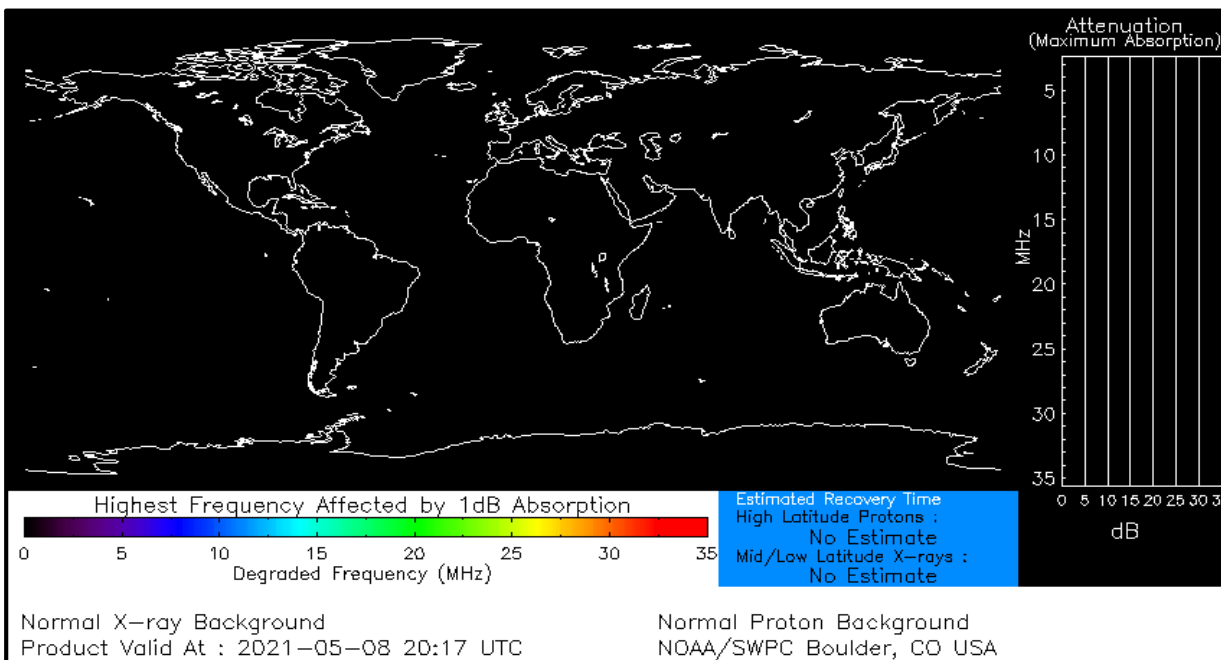 Attenuation
(Maximum Absorption)
5
10
15
20
25
30
35
MHz
0 5 10 15 20 25 30
dB
Highest Frequency Affected by 1dB Absorption
0 5 10 15 20 25 30 35
Degraded Frequency (MHz)
Estimated Recovery Time
High Latitude Protons :
No Estimate
Mid/Low Latitude X-rays :
No Estimate
Normal X-ray Background
Product Valid At : 2021-05-08 20:17 UTC
Normal Proton Background
NOAA/SWPC Boulder, CO USA